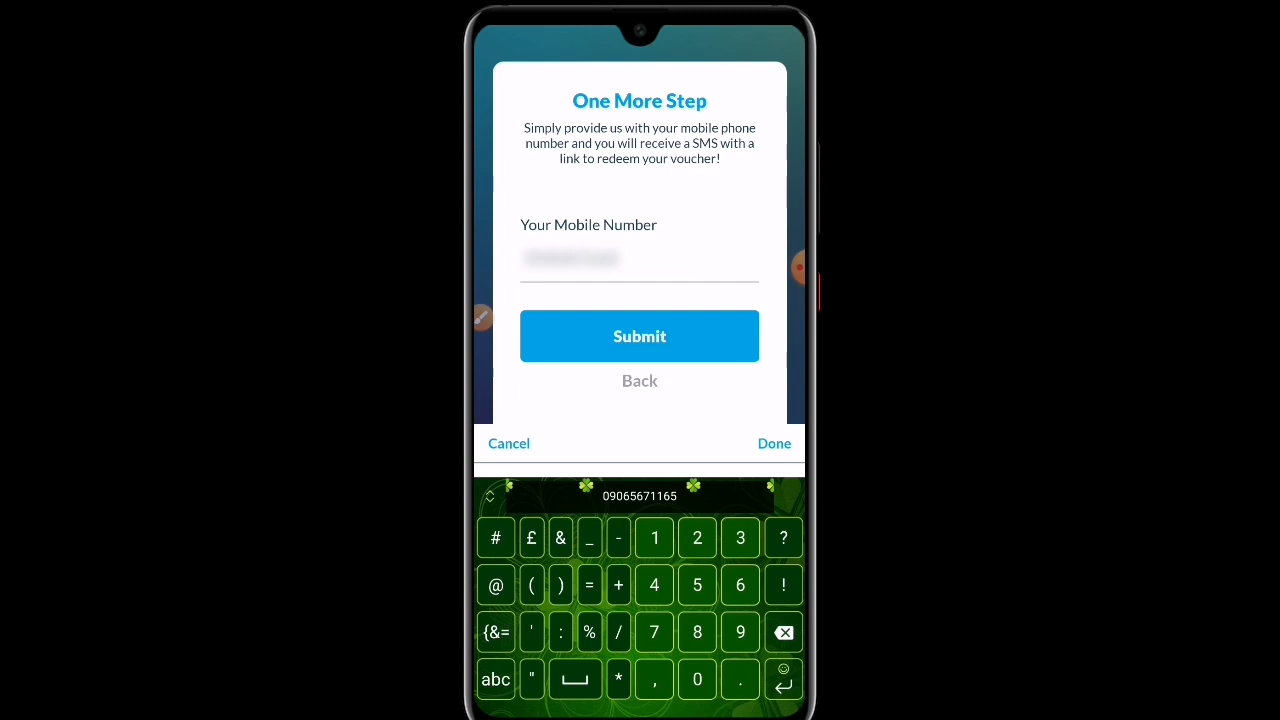 One More Step
Simply provide us with your mobile phone
number and you will receive a SMS with a
link to redeem your voucher!
Your Mobile Number
Submit
Back
Cancel
Done
09065671165
# £ & _ - 1 2 3 ?
@ ( ) = + 4 5 6 !
{&= ' : % / 7 8 9
abc " * , 0 .